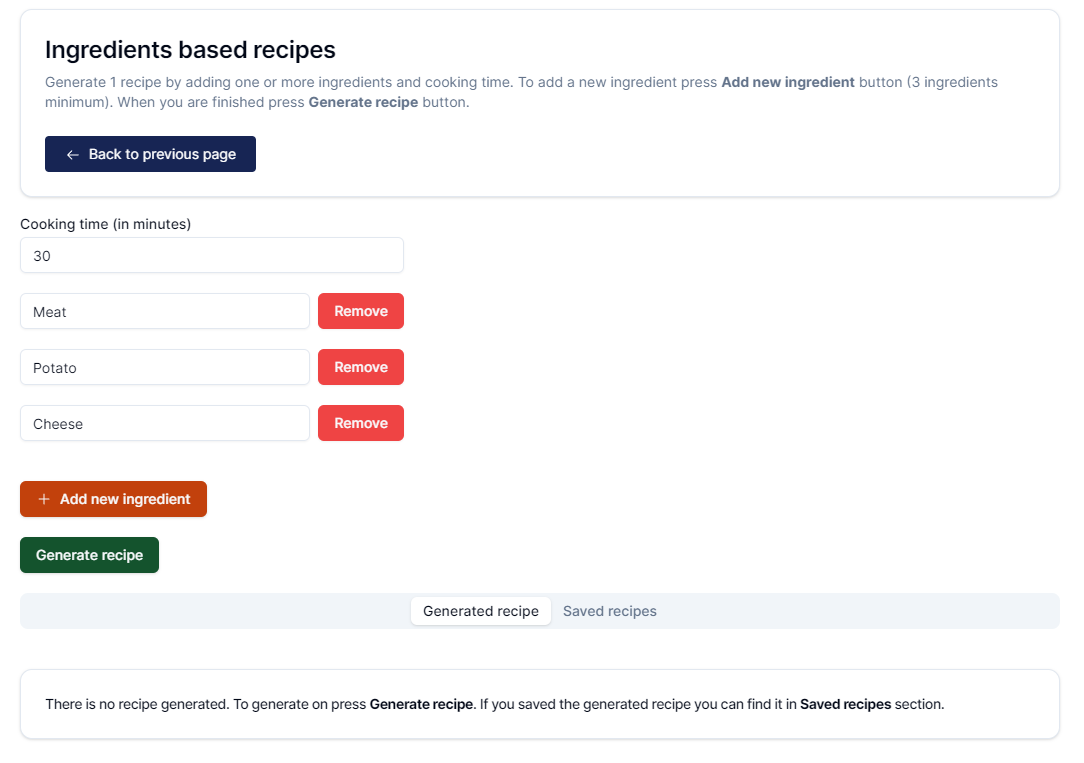 Ingredients based recipes
Generate 1 recipe by adding one or more ingredients and cooking time. To add a new ingredient press Add new ingredient button (3 ingredients
minimum). When you are finished press Generate recipe button.
← Back to previous page
Cooking time (in minutes)
30
Meat Remove
Potato Remove
Cheese Remove
+ Add new ingredient
Generate recipe
Generated recipe Saved recipes
There is no recipe generated. To generate on press Generate recipe. If you saved the generated recipe you can find it in Saved recipes section.